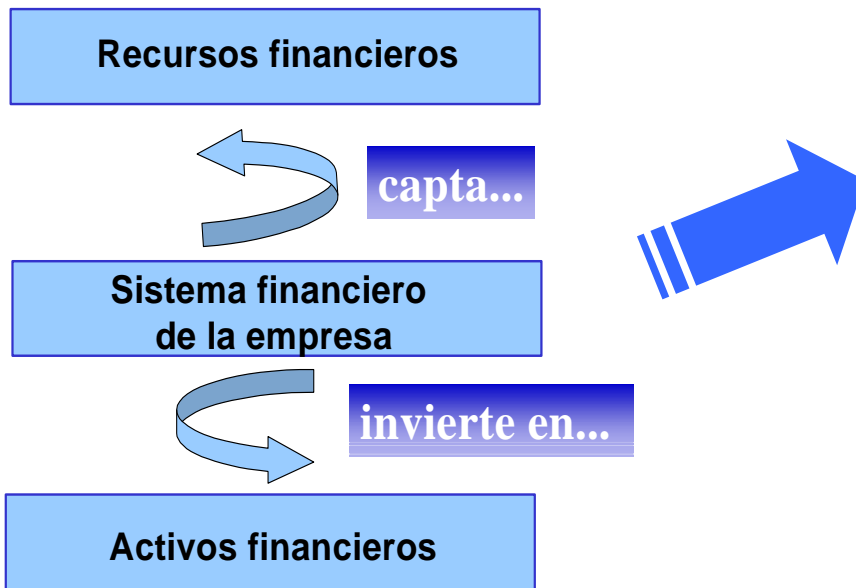 Recursos financieros
capta...
Sistema financiero
de la empresa
invierte en...
Activos financieros